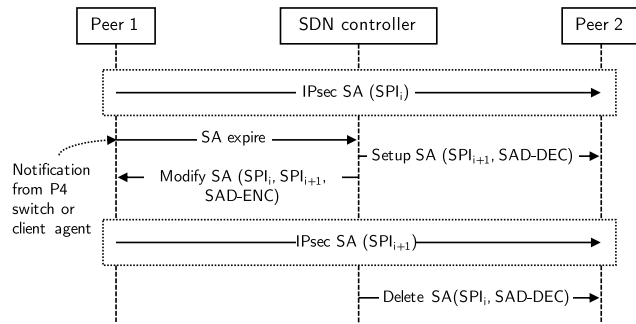 Peer 1
SDN controller
Peer 2
IPsec SA (SPIᵢ)
SA expire
Setup SA (SPIᵢ₊₁, SAD-DEC)
Notification
from P4
switch or
client agent
Modify SA (SPIᵢ, SPIᵢ₊₁,
SAD-ENC)
IPsec SA (SPIᵢ₊₁)
Delete SA(SPIᵢ, SAD-DEC)